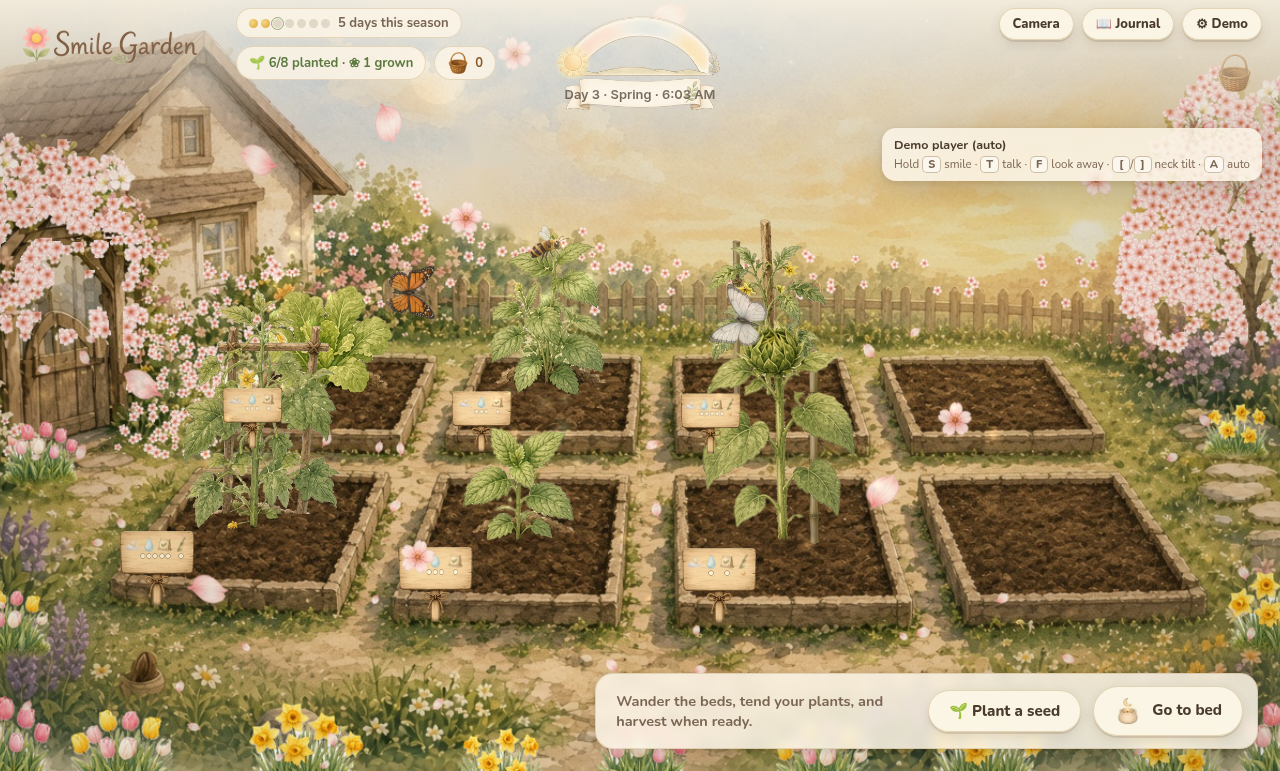 Smile Garden
5 days this season
🌱 6/8 planted · ❀ 1 grown
0
Day 3 · Spring · 6:03 AM
Camera
📖 Journal
⚙ Demo
Demo player (auto)
Hold S smile · T talk · F look away · [ / ] neck tilt · A auto
Wander the beds, tend your plants, and
harvest when ready.
🌱 Plant a seed
Go to bed